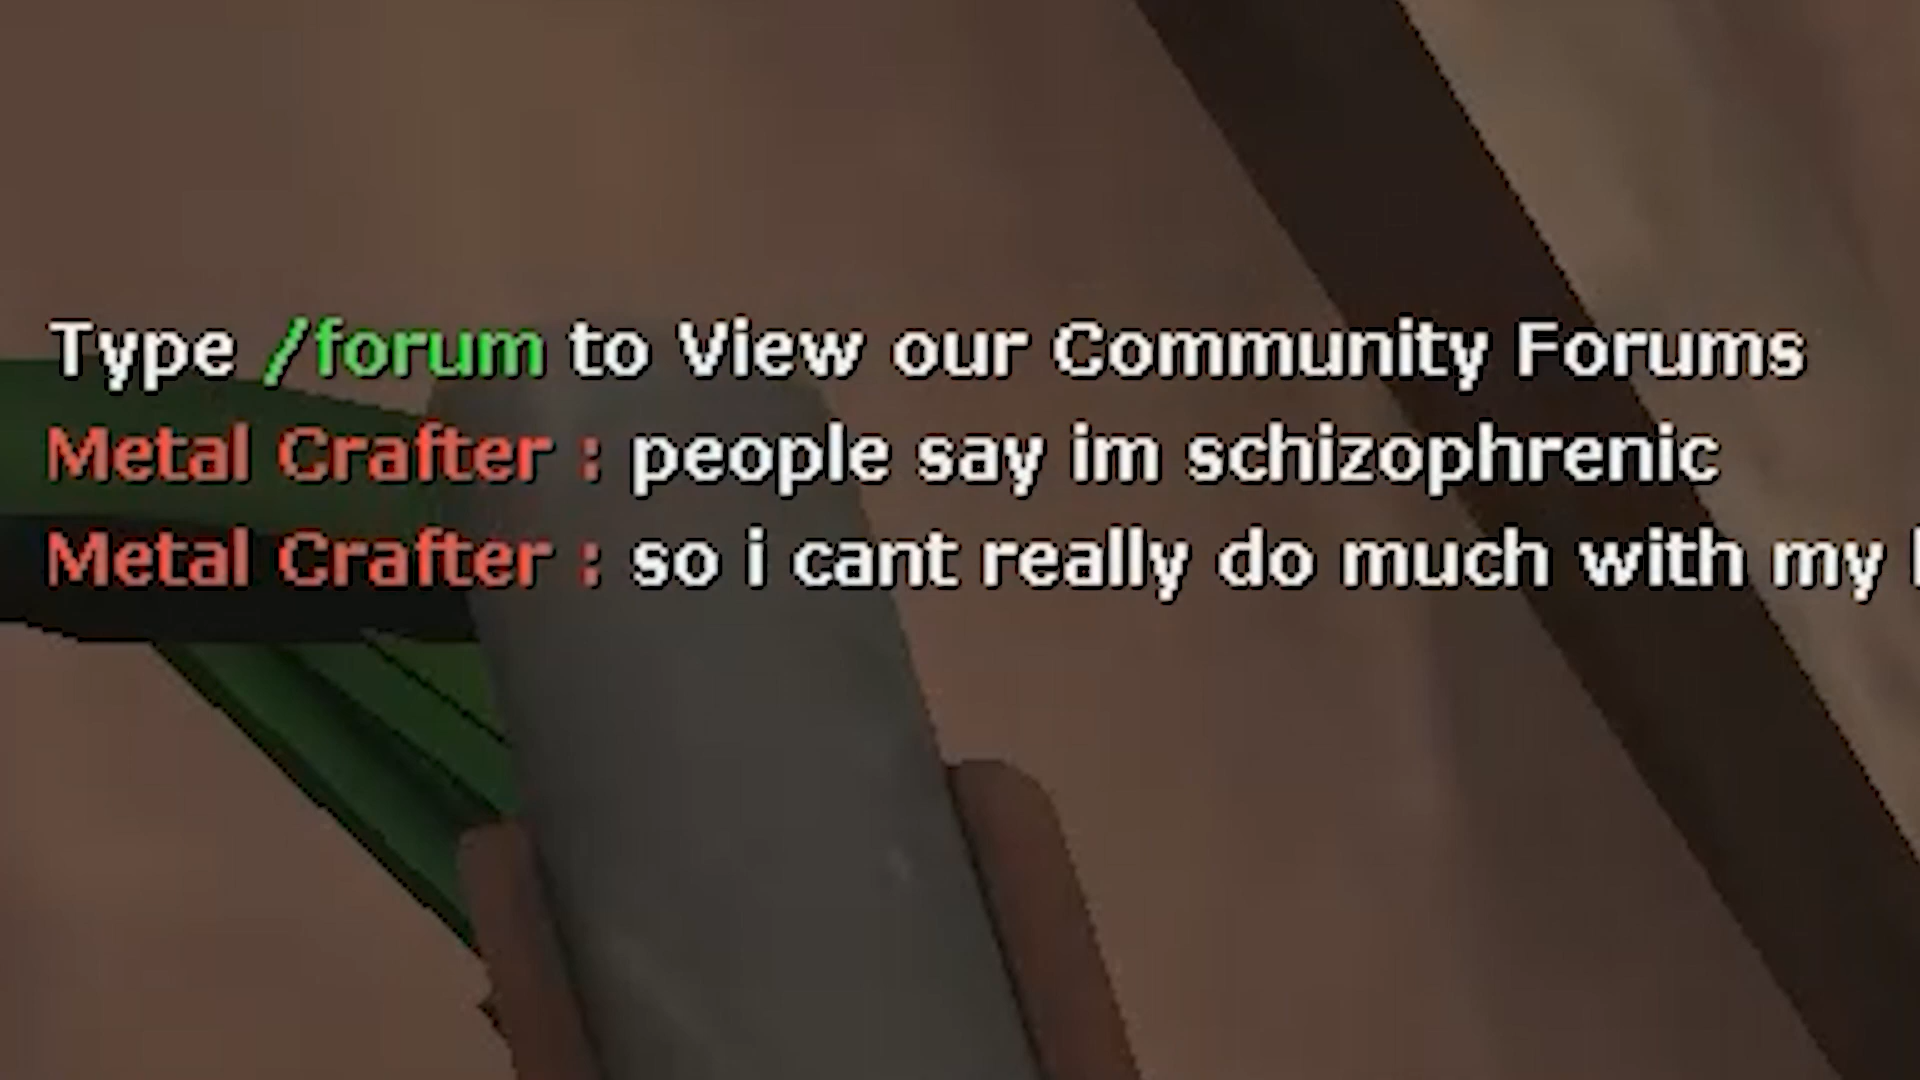 Type /forum to View our Community Forums
Metal Crafter : people say im schizophrenic
Metal Crafter : so i cant really do much with my